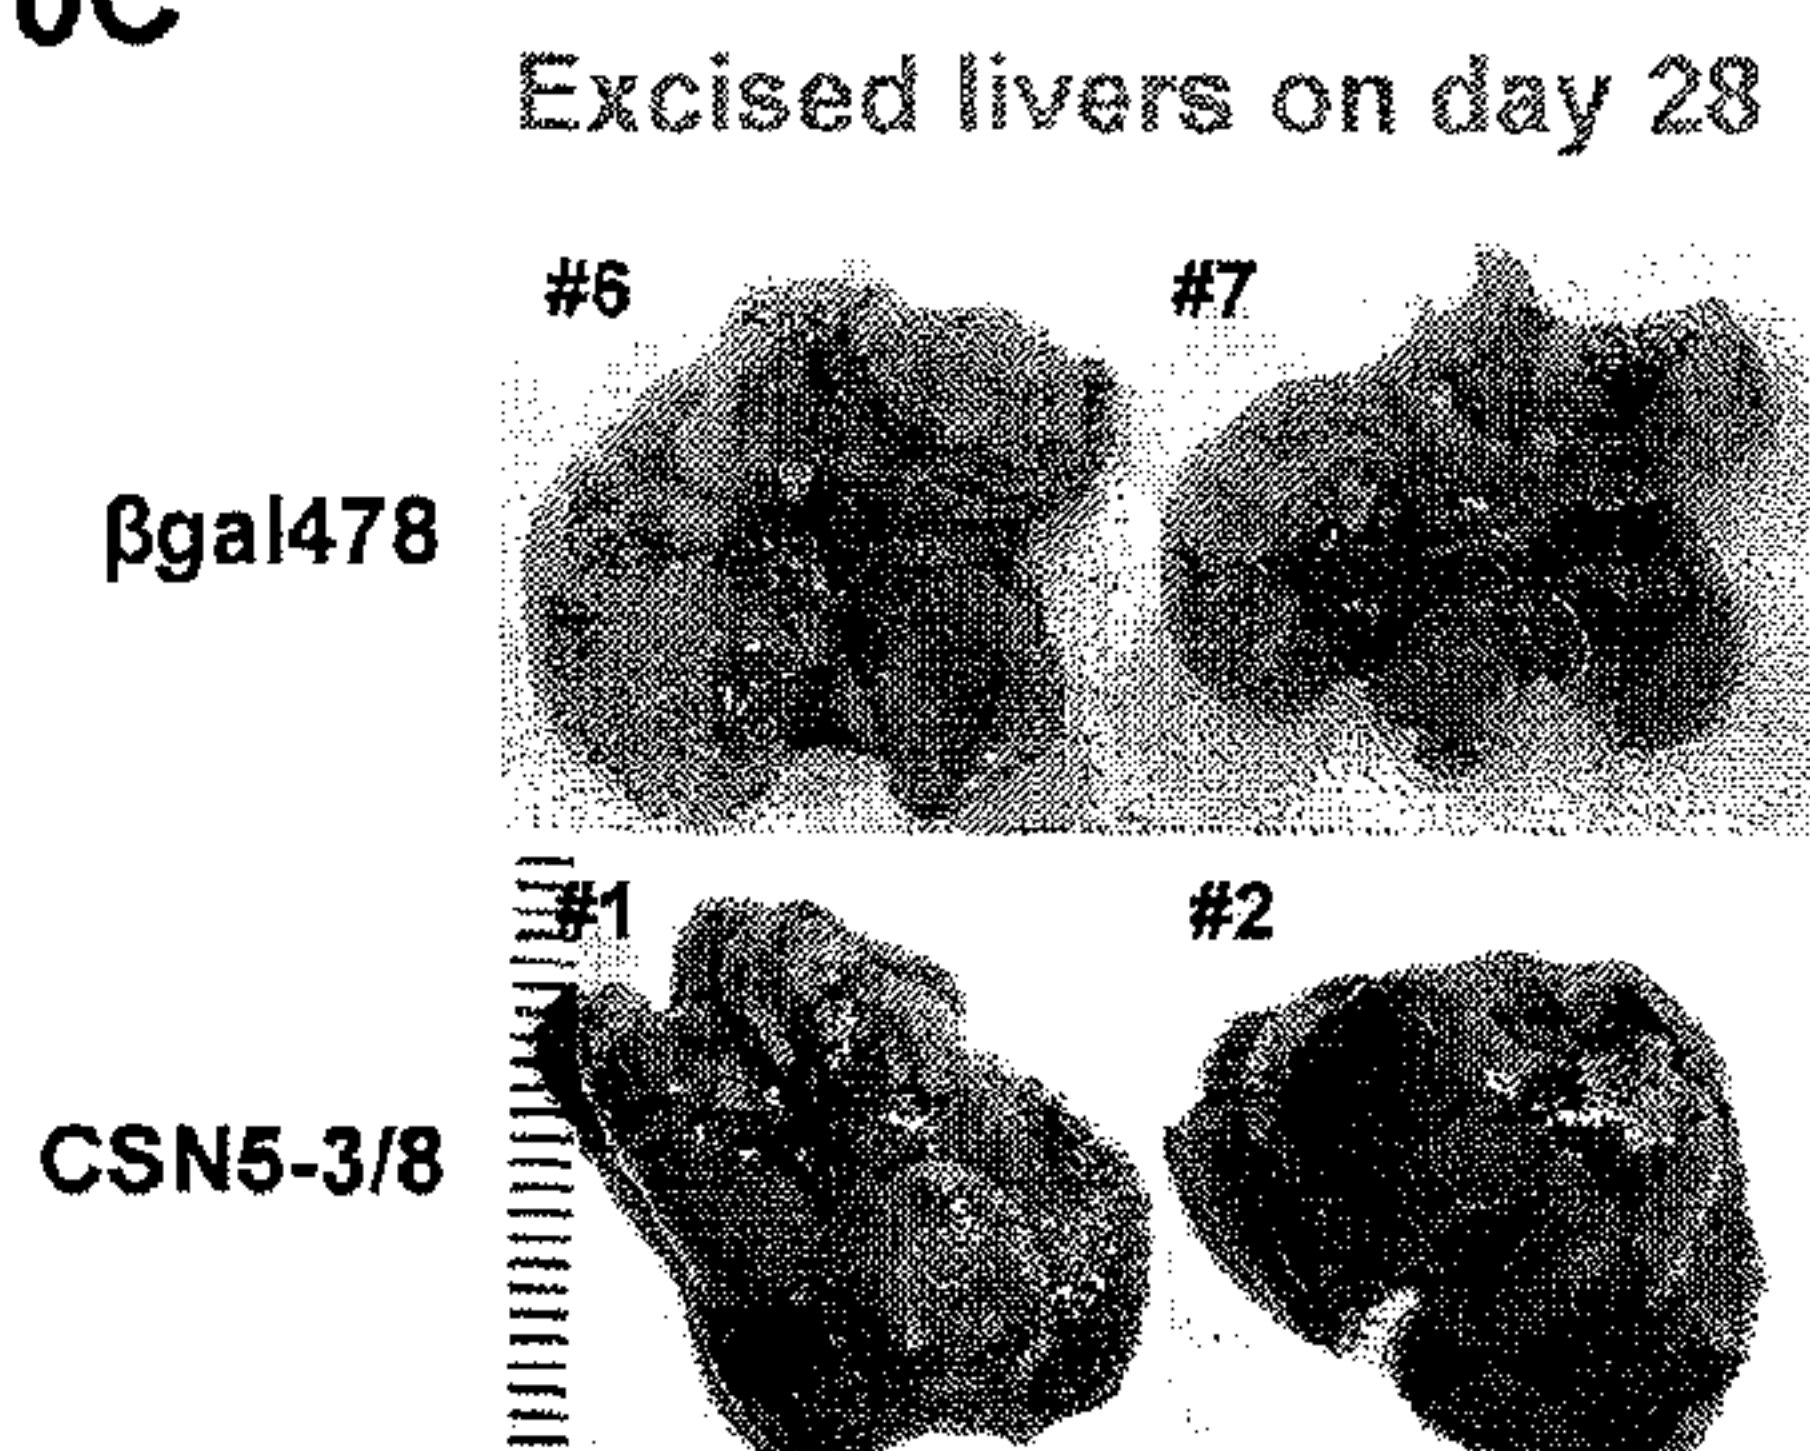 Excised livers on day 28
#6 #7
βgal478
#1 #2
CSN5-3/8